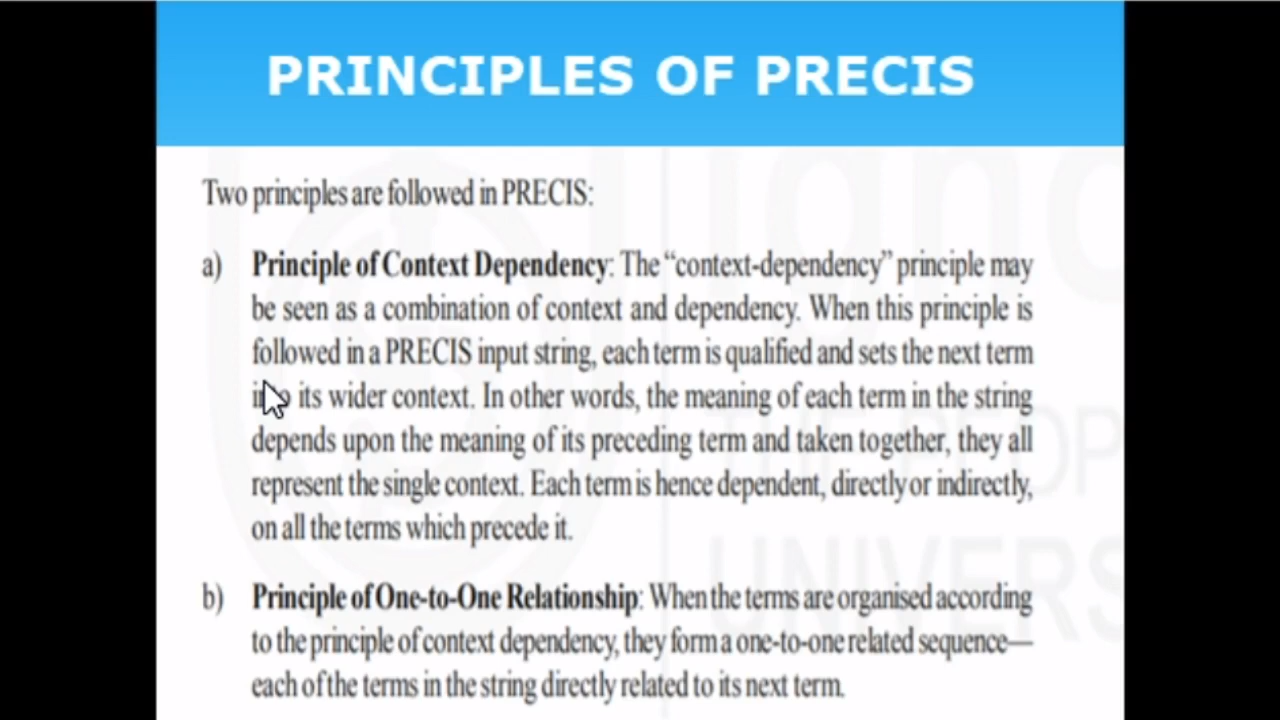 PRINCIPLES OF PRECIS
Two principles are followed in PRECIS:
a) Principle of Context Dependency: The “context-dependency” principle may
be seen as a combination of context and dependency. When this principle is
followed in a PRECIS input string, each term is qualified and sets the next term
its wider context. In other words, the meaning of each term in the string
depends upon the meaning of its preceding term and taken together, they all
represent the single context. Each term is hence dependent, directly or indirectly,
on all the terms which precede it.
b) Principle of One-to-One Relationship: When the terms are organised according
to the principle of context dependency, they form a one-to-one related sequence—
each of the terms in the string directly related to its next term.
ignou
THE PEOP
UNIVERS